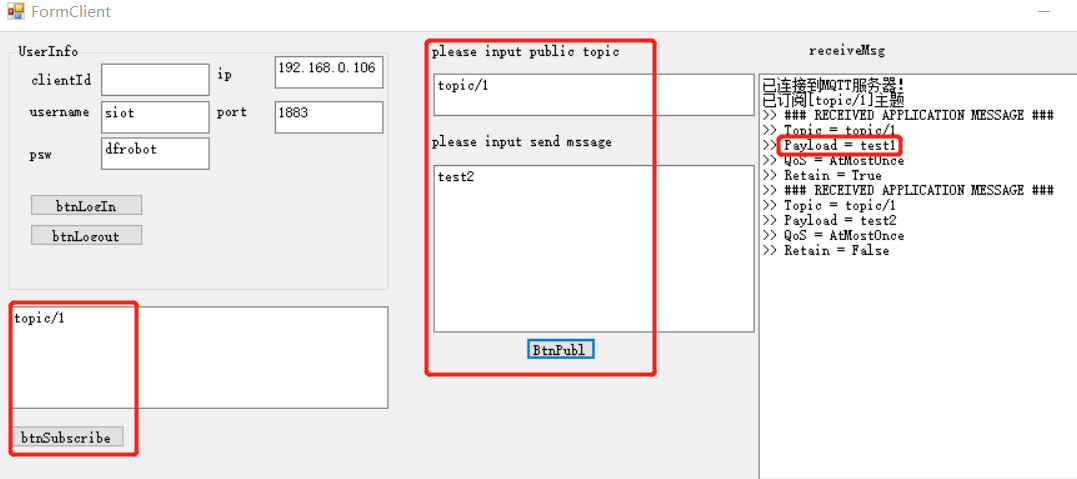 FormClient
UserInfo
clientId
ip
192.168.0.106
username
siot
port
1883
psw
dfrobot
btnLogIn
btnLogout
topic/1
btnSubscribe
please input public topic
topic/1
please input send mssage
test2
BtnPubl
receiveMsg
已连接到MQTT服务器!
已订阅[topic/1]主题
>> ### RECEIVED APPLICATION MESSAGE ###
>> Topic = topic/1
>> Payload = test1
>> QoS = AtMostOnce
>> Retain = True
>> ### RECEIVED APPLICATION MESSAGE ###
>> Topic = topic/1
>> Payload = test2
>> QoS = AtMostOnce
>> Retain = False